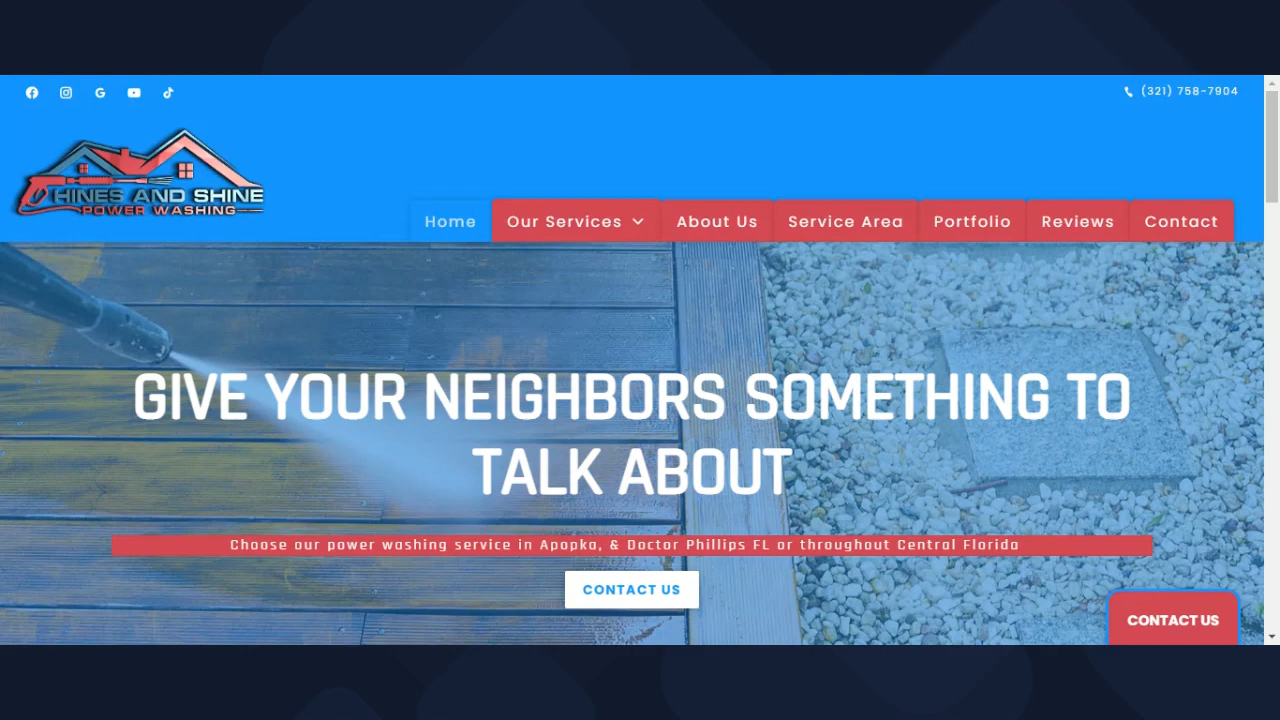 (321) 758-7904
HINES AND SHINE
POWER WASHING
Home
Our Services
About Us
Service Area
Portfolio
Reviews
Contact
GIVE YOUR NEIGHBORS SOMETHING TO
TALK ABOUT
Choose our power washing service in Apopka, & Doctor Phillips FL or throughout Central Florida
CONTACT US
CONTACT US